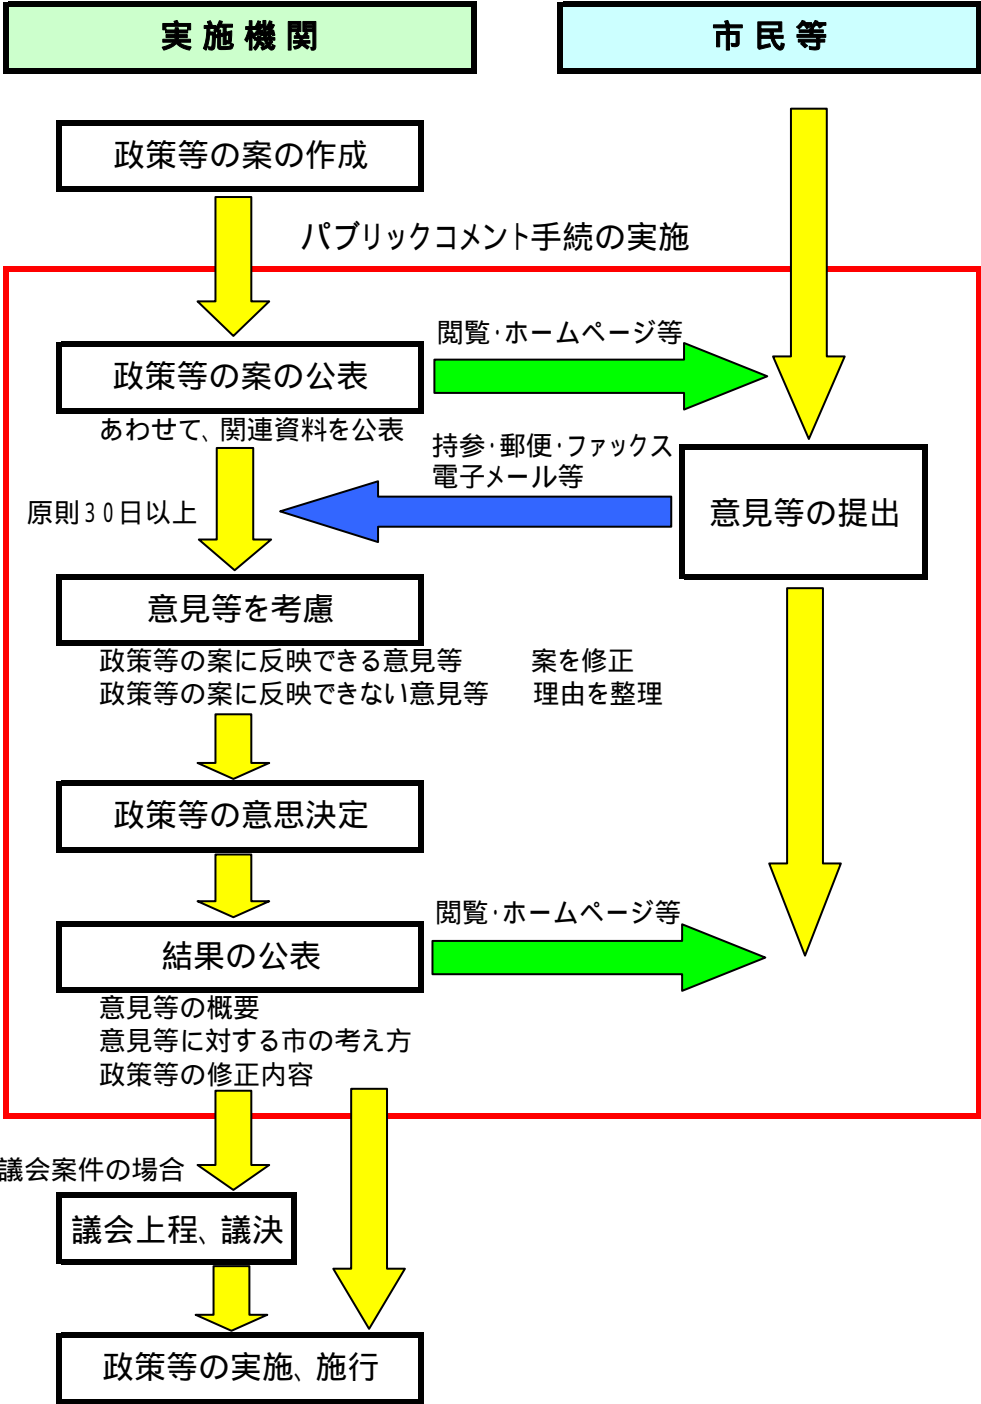 実施機関
市民等
政策等の案の作成
パブリックコメント手続の実施
閲覧・ホームページ等
政策等の案の公表
あわせて、関連資料を公表
持参・郵便・ファックス
電子メール等
原則30日以上
意見等の提出
意見等を考慮
政策等の案に反映できる意見等　案を修正
政策等の案に反映できない意見等　理由を整理
政策等の意思決定
閲覧・ホームページ等
結果の公表
意見等の概要
意見等に対する市の考え方
政策等の修正内容
議会案件の場合
議会上程、議決
政策等の実施、施行